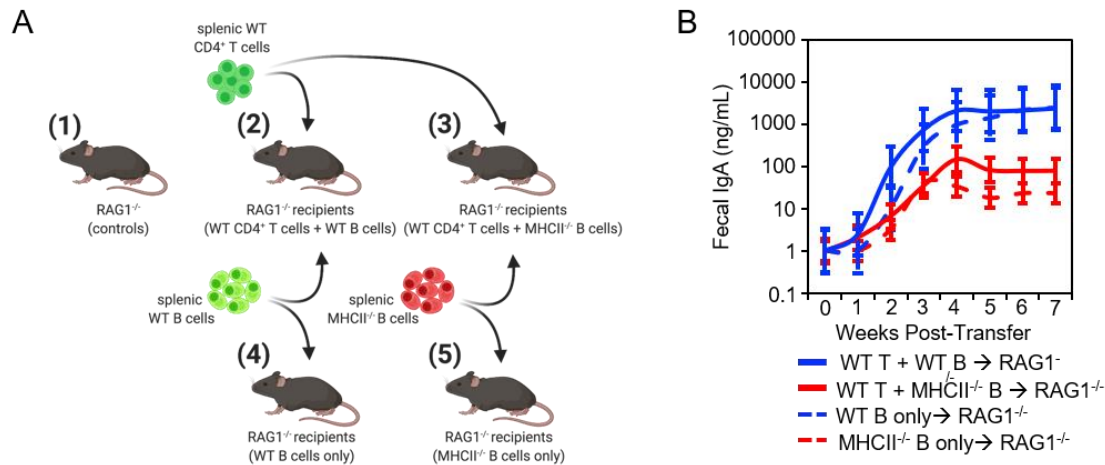 A
splenic WT
CD4⁺ T cells
(1)
(2)
(3)
RAG1⁻/⁻
(controls)
RAG1⁻/⁻ recipients
(WT CD4⁺ T cells + WT B cells)
RAG1⁻/⁻ recipients
(WT CD4⁺ T cells + MHCII⁻/⁻ B cells)
splenic
WT B cells
splenic
MHCII⁻/⁻ B cells
(4)
(5)
RAG1⁻/⁻ recipients
(WT B cells only)
RAG1⁻/⁻ recipients
(MHCII⁻/⁻ B cells only)
B
Fecal IgA (ng/mL)
100000
10000
1000
100
10
1
0.1
0 1 2 3 4 5 6 7
Weeks Post-Transfer
WT T + WT B → RAG1⁻
/⁻
WT T + MHCII⁻/⁻ B → RAG1⁻/⁻
WT B only→ RAG1⁻/⁻
MHCII⁻/⁻ B only→ RAG1⁻/⁻